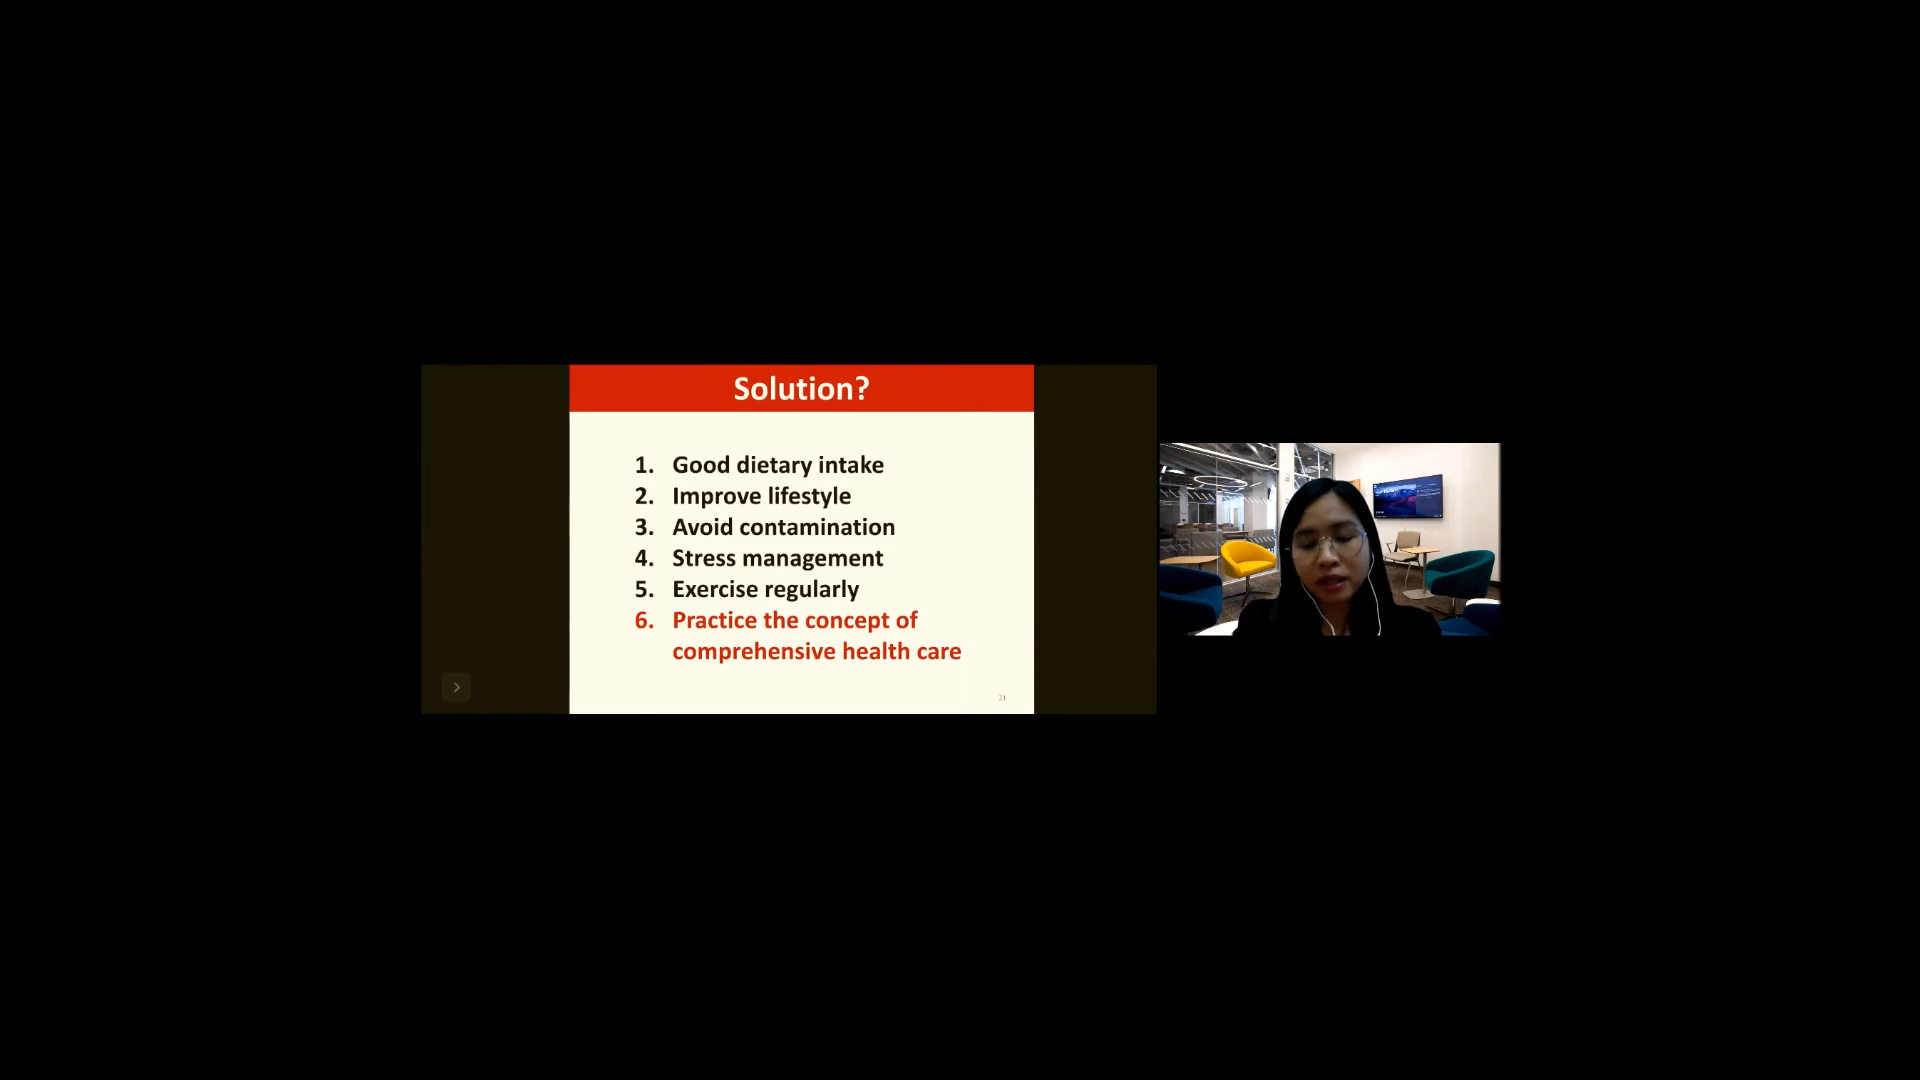 Solution?
1. Good dietary intake
2. Improve lifestyle
3. Avoid contamination
4. Stress management
5. Exercise regularly
6. Practice the concept of
comprehensive health care
21